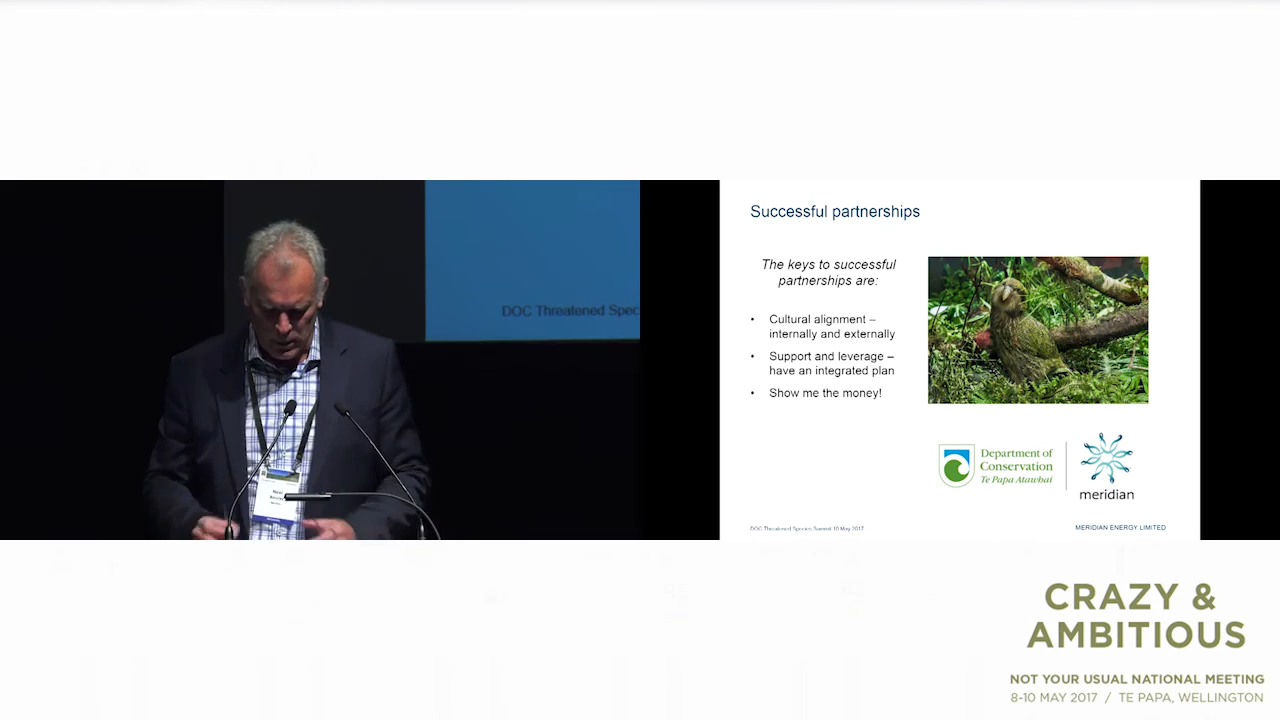 DOC Threatened Spec
Successful partnerships
The keys to successful
partnerships are:
• Cultural alignment –
internally and externally
• Support and leverage –
have an integrated plan
• Show me the money!
Department of
Conservation
Te Papa Atawhai
meridian
DOC Threatened Species Summit 10 May 2017
MERIDIAN ENERGY LIMITED
CRAZY &
AMBITIOUS
NOT YOUR USUAL NATIONAL MEETING
8-10 MAY 2017 / TE PAPA, WELLINGTON